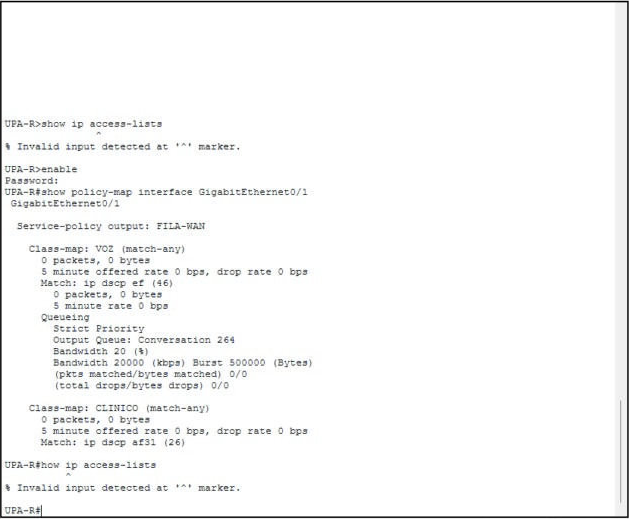 UPA-R>show ip access-lists
^
% Invalid input detected at '^' marker.
UPA-R>enable
Password:
UPA-R#show policy-map interface GigabitEthernet0/1
GigabitEthernet0/1
Service-policy output: FILA-WAN
Class-map: VOZ (match-any)
0 packets, 0 bytes
5 minute offered rate 0 bps, drop rate 0 bps
Match: ip dscp ef (46)
0 packets, 0 bytes
5 minute rate 0 bps
Queueing
Strict Priority
Output Queue: Conversation 264
Bandwidth 20 (%)
Bandwidth 20000 (kbps) Burst 500000 (Bytes)
(pkts matched/bytes matched) 0/0
(total drops/bytes drops) 0/0
Class-map: CLINICO (match-any)
0 packets, 0 bytes
5 minute offered rate 0 bps, drop rate 0 bps
Match: ip dscp af31 (26)
UPA-R#how ip access-lists
^
% Invalid input detected at '^' marker.
UPA-R#